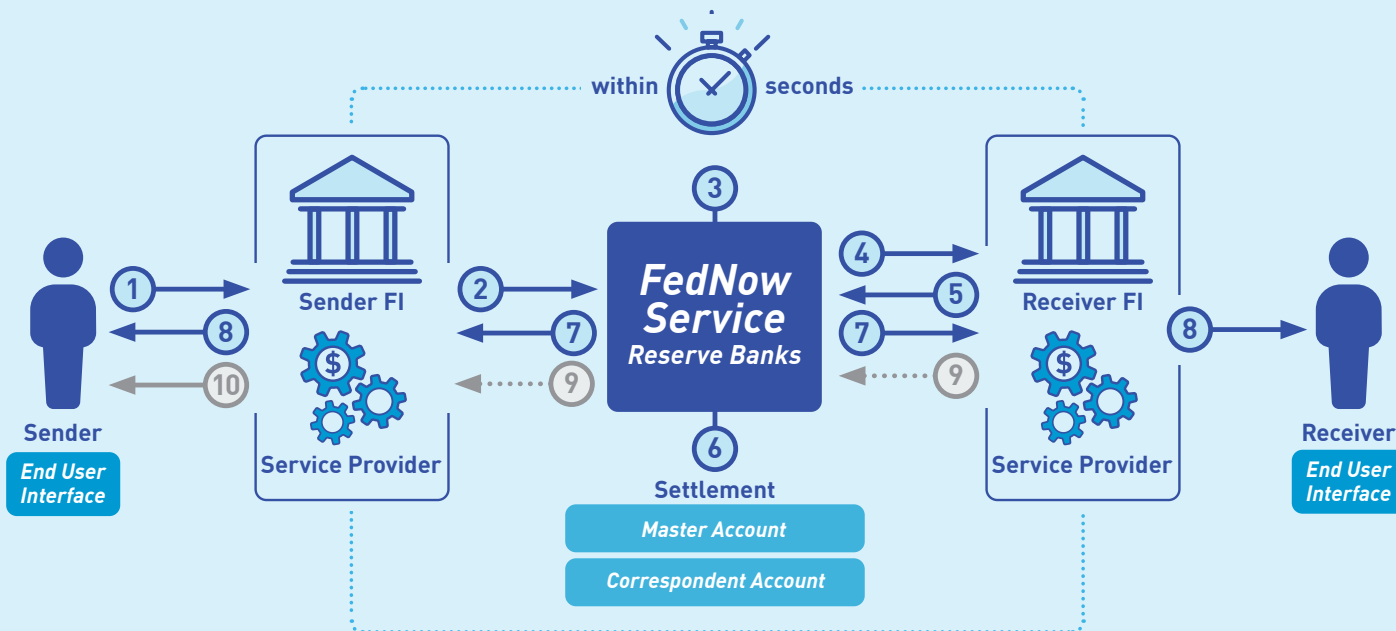 within seconds
3
FedNow
Service
Reserve Banks
1
8
10
Sender
End User
Interface
Sender FI
$
Service Provider
2
7
9
6
Settlement
Master Account
Correspondent Account
4
5
7
9
Receiver FI
$
Service Provider
8
Receiver
End User
Interface